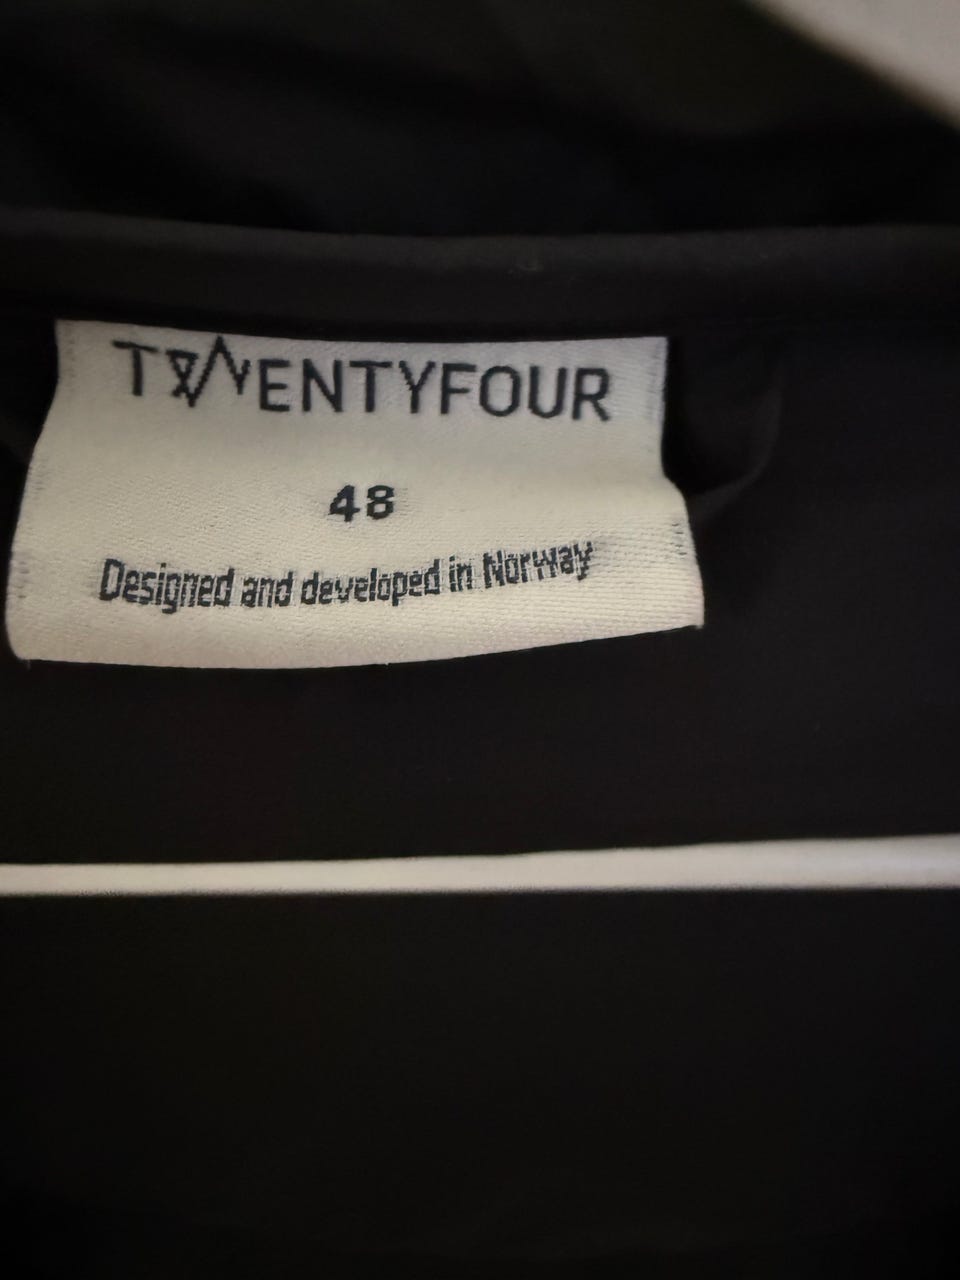 TWENTYFOUR
48
Designed and developed in Norway